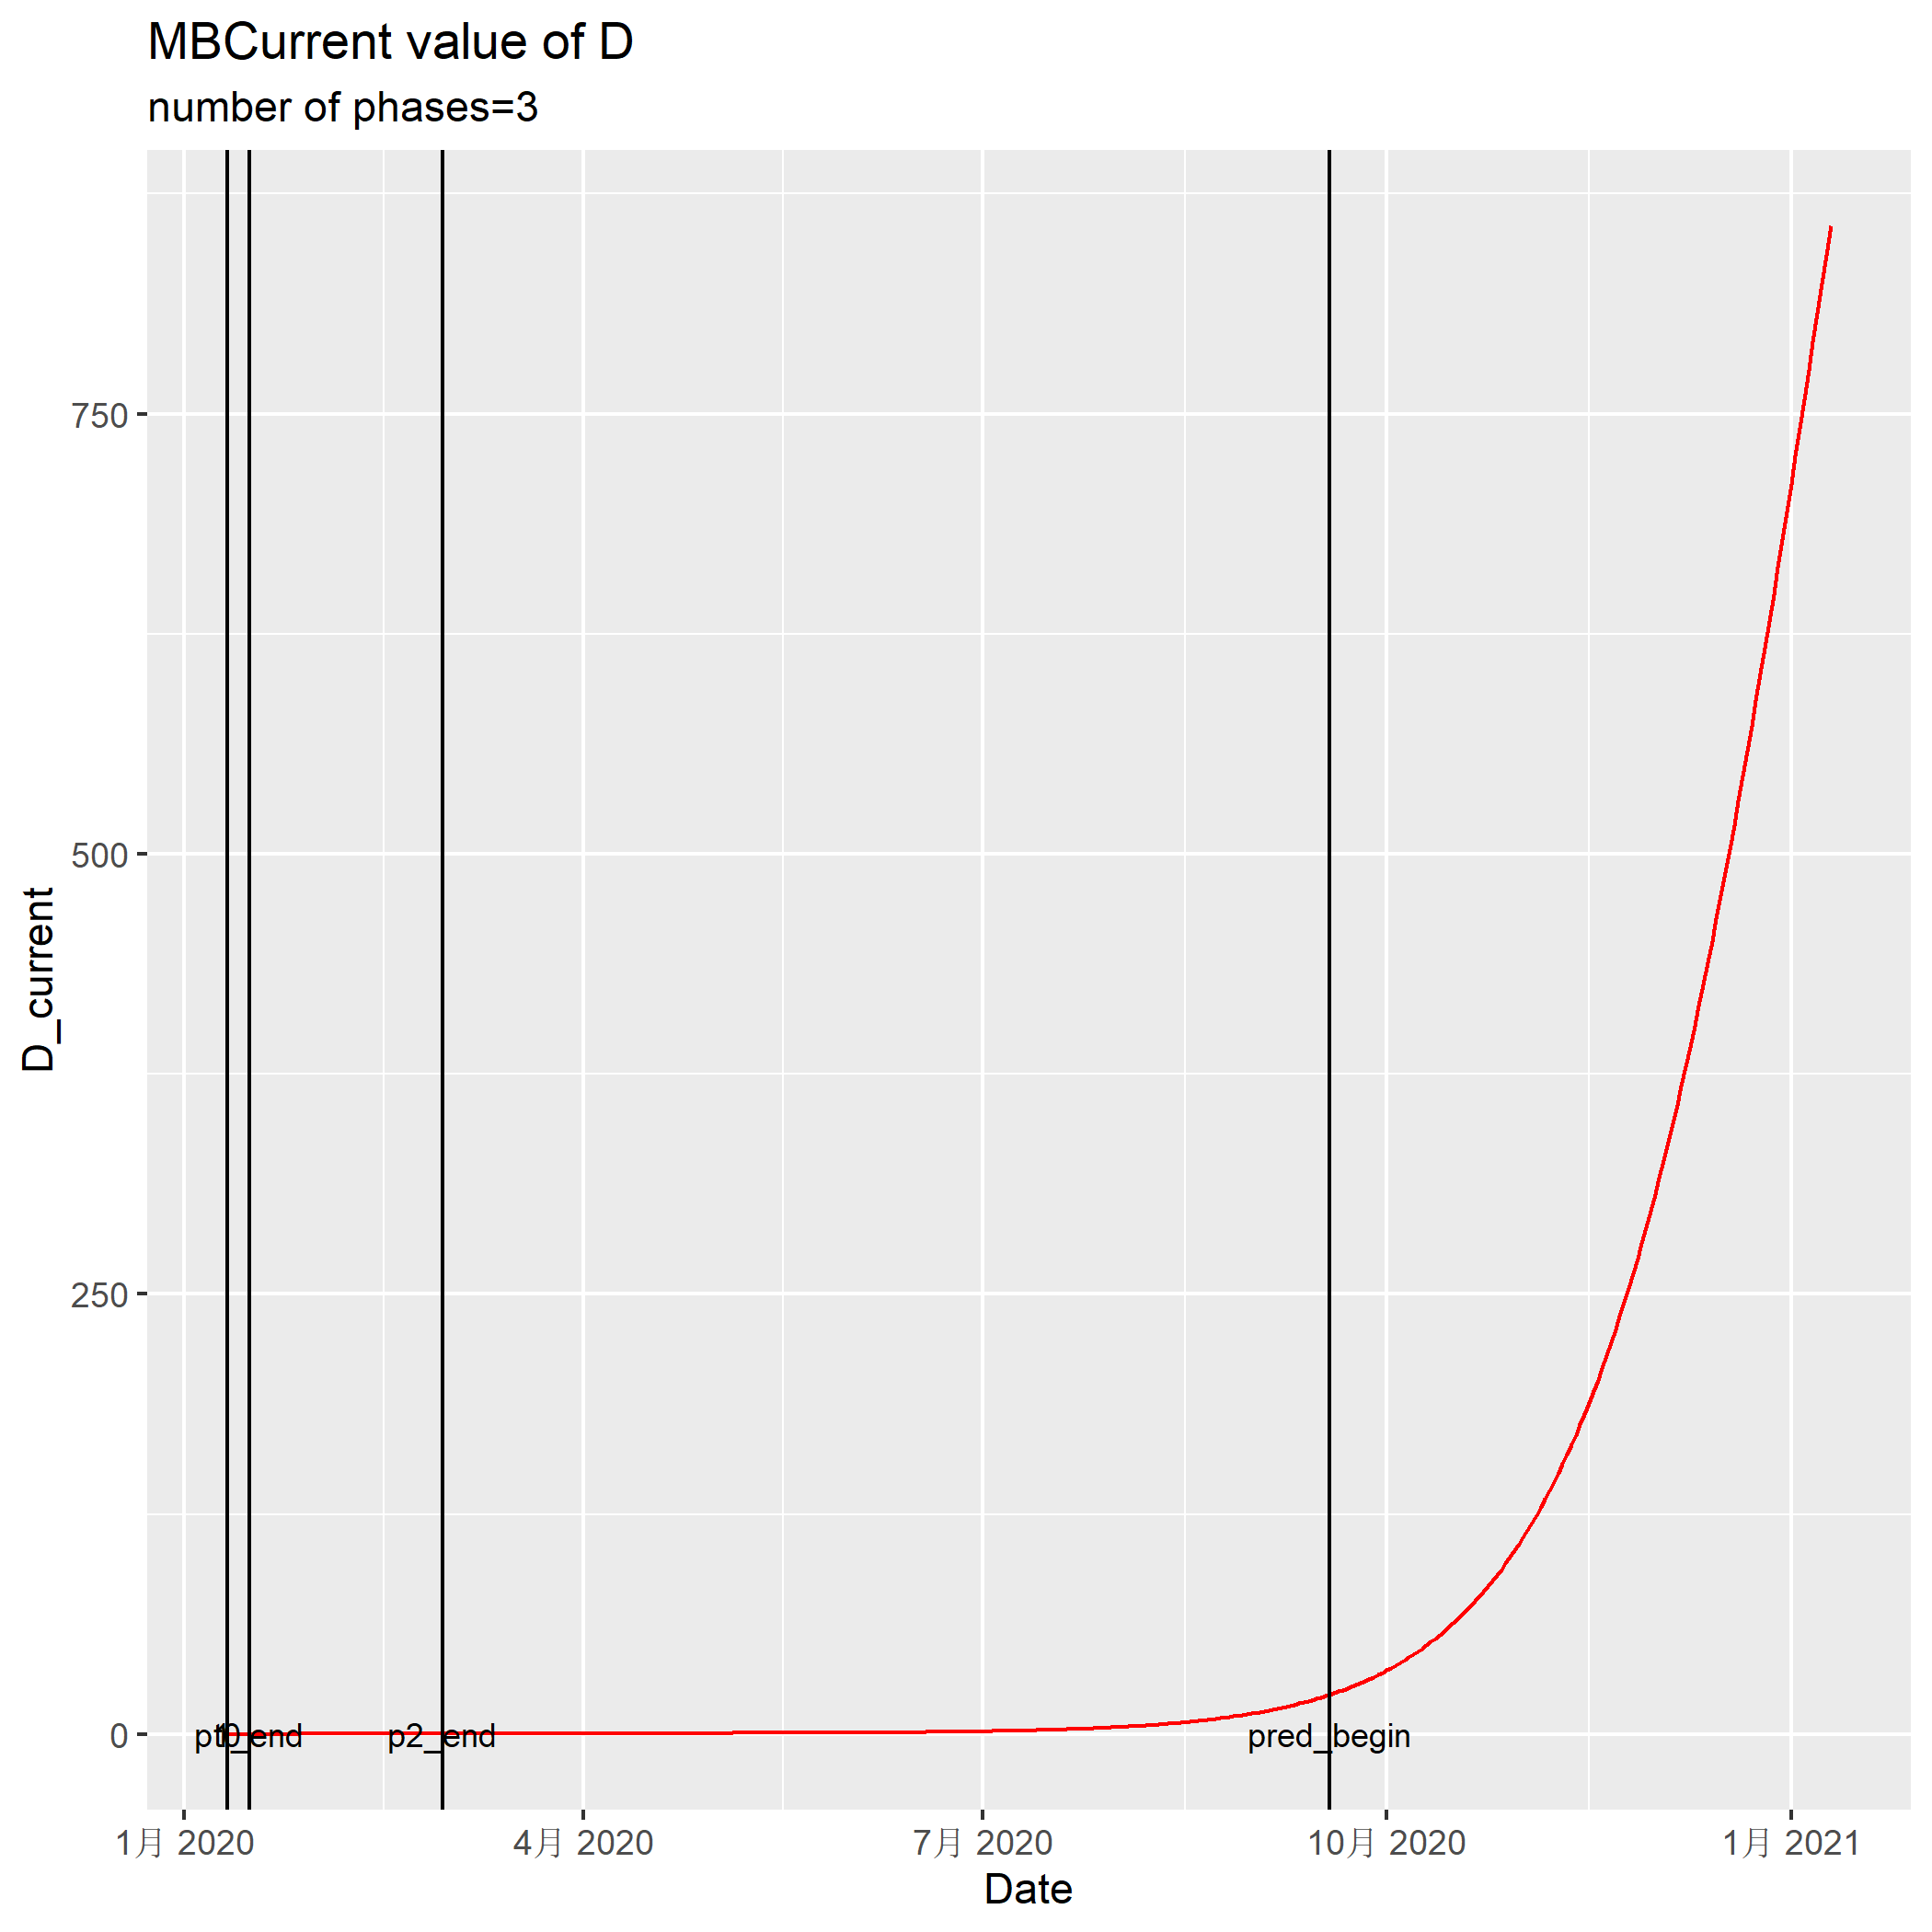 MBCurrent value of D
number of phases=3
D_current
750
500
250
0
p2_end
pred_begin
1月 2020
4月 2020
7月 2020
10月 2020
1月 2021
Date